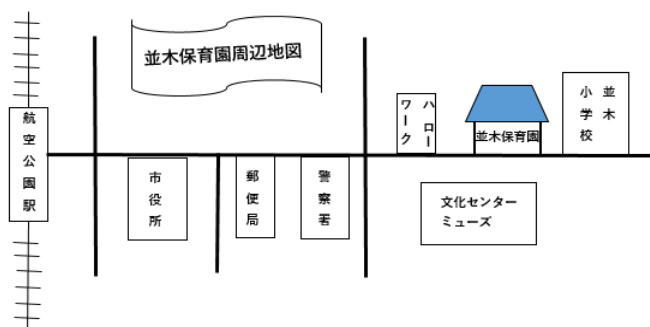 並木保育園周辺地図
航空公園駅
市役所
郵便局
警察署
ハロー
ワーク
並木保育園
並木
小学校
文化センター
ミューズ